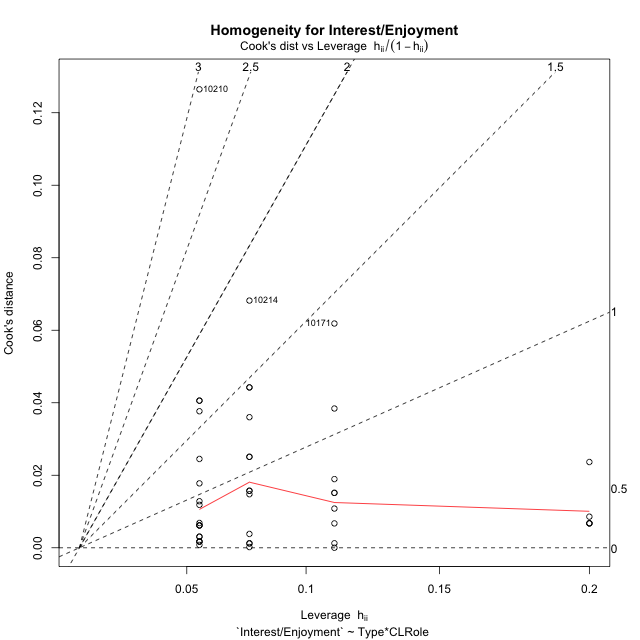 Homogeneity for Interest/Enjoyment
Cook's dist vs Leverage hii/(1 − hii)
3 2.5 2 1.5
10210
10214
10171
1
0.5
0
0.00 0.02 0.04 0.06 0.08 0.10 0.12
Cook's distance
0.05 0.1 0.15 0.2
Leverage hii
`Interest/Enjoyment` ~ Type*CLRole